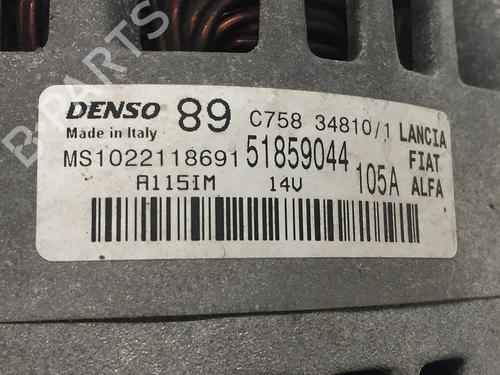 DENSO 89 C758 34810/1 LANCIA
Made in Italy
MS1022118691 51859044 FIAT
A115IM 14V 105A ALFA
B-PARTS